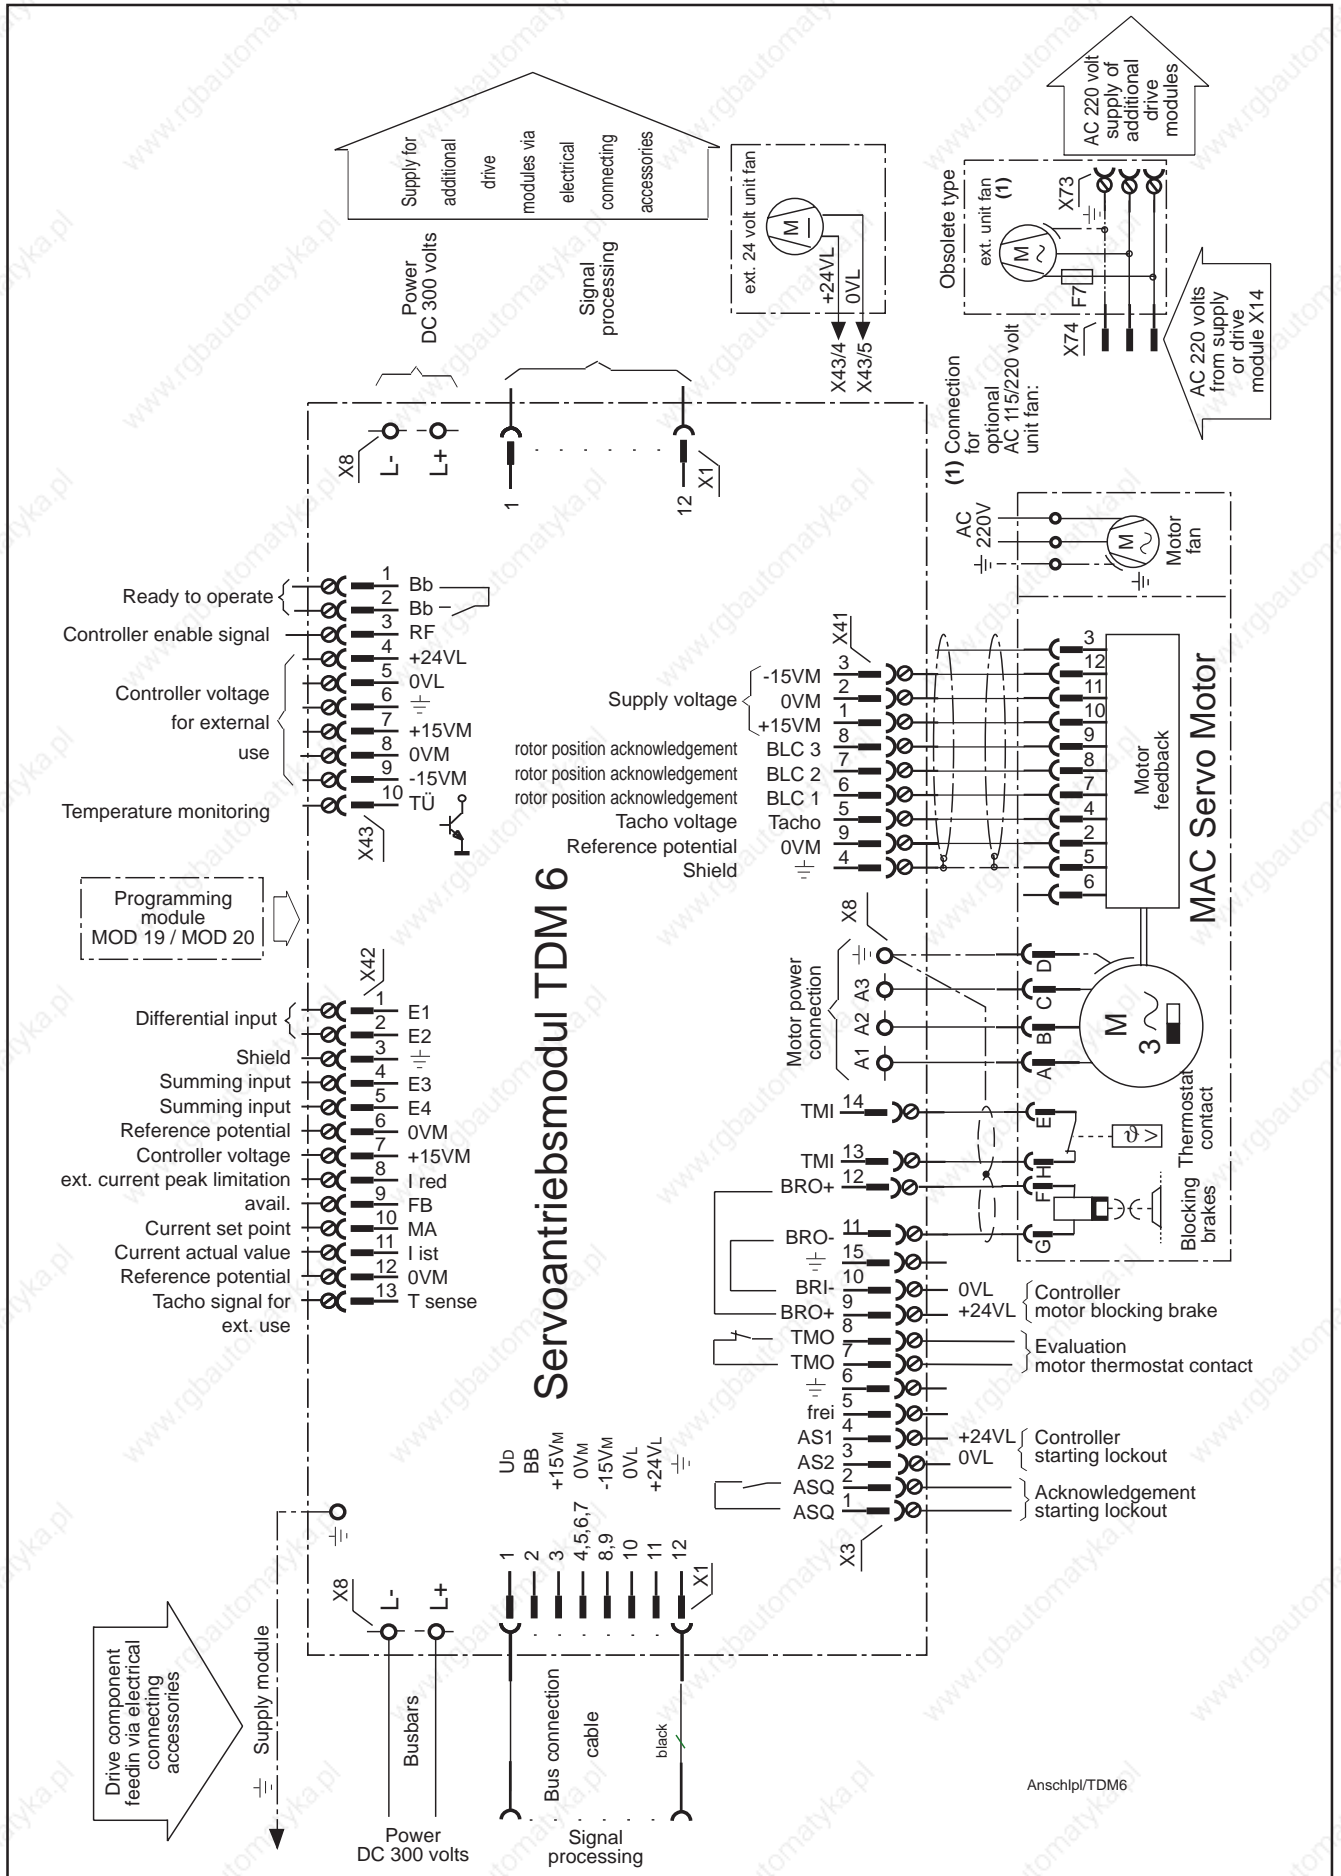 AC 220 volt
supply of
additional
drive
modules
Supply for
additional
drive
modules via
electrical
connecting
accessories
Power
DC 300 volts
Signal
processing
ext. 24 volt unit fan
M
+24VL
0VL
X43/4
X43/5
Obsolete type
ext. unit fan
(1)
M
F7
X73
X74
AC 220 volts
from supply
or drive
module X14
(1) Connection
for
optional
AC 115/220 volt
unit fan:
X8
L-
L+
1
12
X1
AC
220V
M
Motor
fan
Ready to operate
1 Bb
2 Bb
Controller enable signal
3 RF
Controller voltage
for external
use
4 +24VL
5 0VL
6
7 +15VM
8 0VM
9 -15VM
Temperature monitoring
10 TÜ
X43
Programming
module
MOD 19 / MOD 20
X42
Differential input
1 E1
2 E2
Shield 3
Summing input 4 E3
Summing input 5 E4
Reference potential 6 0VM
Controller voltage 7 +15VM
ext. current peak limitation 8 I red
avail. 9 FB
Current set point 10 MA
Current actual value 11 I ist
Reference potential 12 0VM
Tacho signal for 13 T sense
ext. use
Servoantriebsmodul TDM 6
X41
Supply voltage
-15VM 3
0VM 2
+15VM 1
rotor position acknowledgement BLC 3 8
rotor position acknowledgement BLC 2 7
rotor position acknowledgement BLC 1 6
Tacho voltage Tacho 5
Reference potential 0VM 9
Shield 4
3
12
11
10
9
8
7
4
2
5
6
Motor
feedback
MAC Servo Motor
X8
Motor power
connection
A3
A2
A1
D
C
B
A
M
3
TMI 14
TMI 13
BRO+ 12
BRO- 11
15
BRI- 10
BRO+ 9
TMO 8
TMO 7
6
frei 5
AS1 4
AS2 3
ASQ 2
ASQ 1
X3
E
H
F
G
ϑ >
Thermostat
contact
Blocking
brakes
0VL
+24VL
Controller
motor blocking brake
Evaluation
motor thermostat contact
+24VL
0VL
Controller
starting lockout
Acknowledgement
starting lockout
UD
BB
+15VM
0VM
-15VM
0VL
+24VL
1
2
3
4,5,6,7
8,9
10
11
12
X1
X8
L-
L+
Drive component
feedin via electrical
connecting
accessories
Supply module
Busbars
Bus connection
cable
black
Power
DC 300 volts
Signal
processing
Anschlpl/TDM6
www.rgbautomatyka.pl